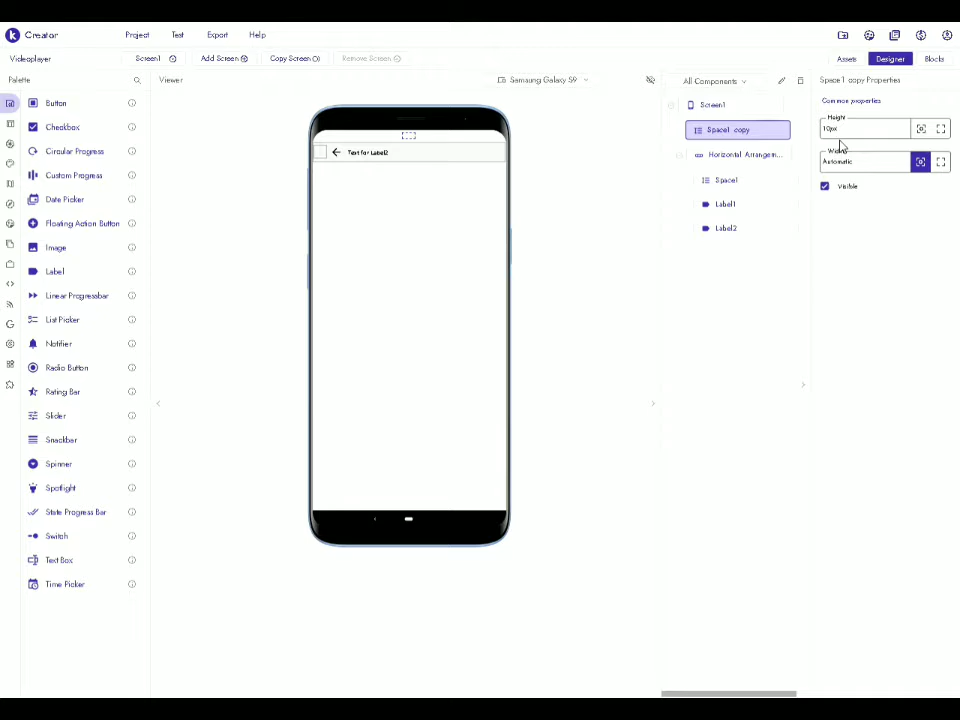 Creator Project Test Export Help
Videoplayer Screen1 Add Screen Copy Screen Remove Screen Assets Designer Blocks
Palette Viewer Samsung Galaxy S9 All Components Space1 copy Properties
Button
Checkbox
Circular Progress
Custom Progress
Date Picker
Floating Action Button
Image
Label
Linear Progressbar
List Picker
Notifier
Radio Button
Rating Bar
Slider
Snackbar
Spinner
Spotlight
State Progress Bar
Switch
Text Box
Time Picker
Text for Label2
Screen1
Space1 copy
Horizontal Arrangem...
Space1
Label1
Label2
Common properties
Height
10px
Automatic
Visible